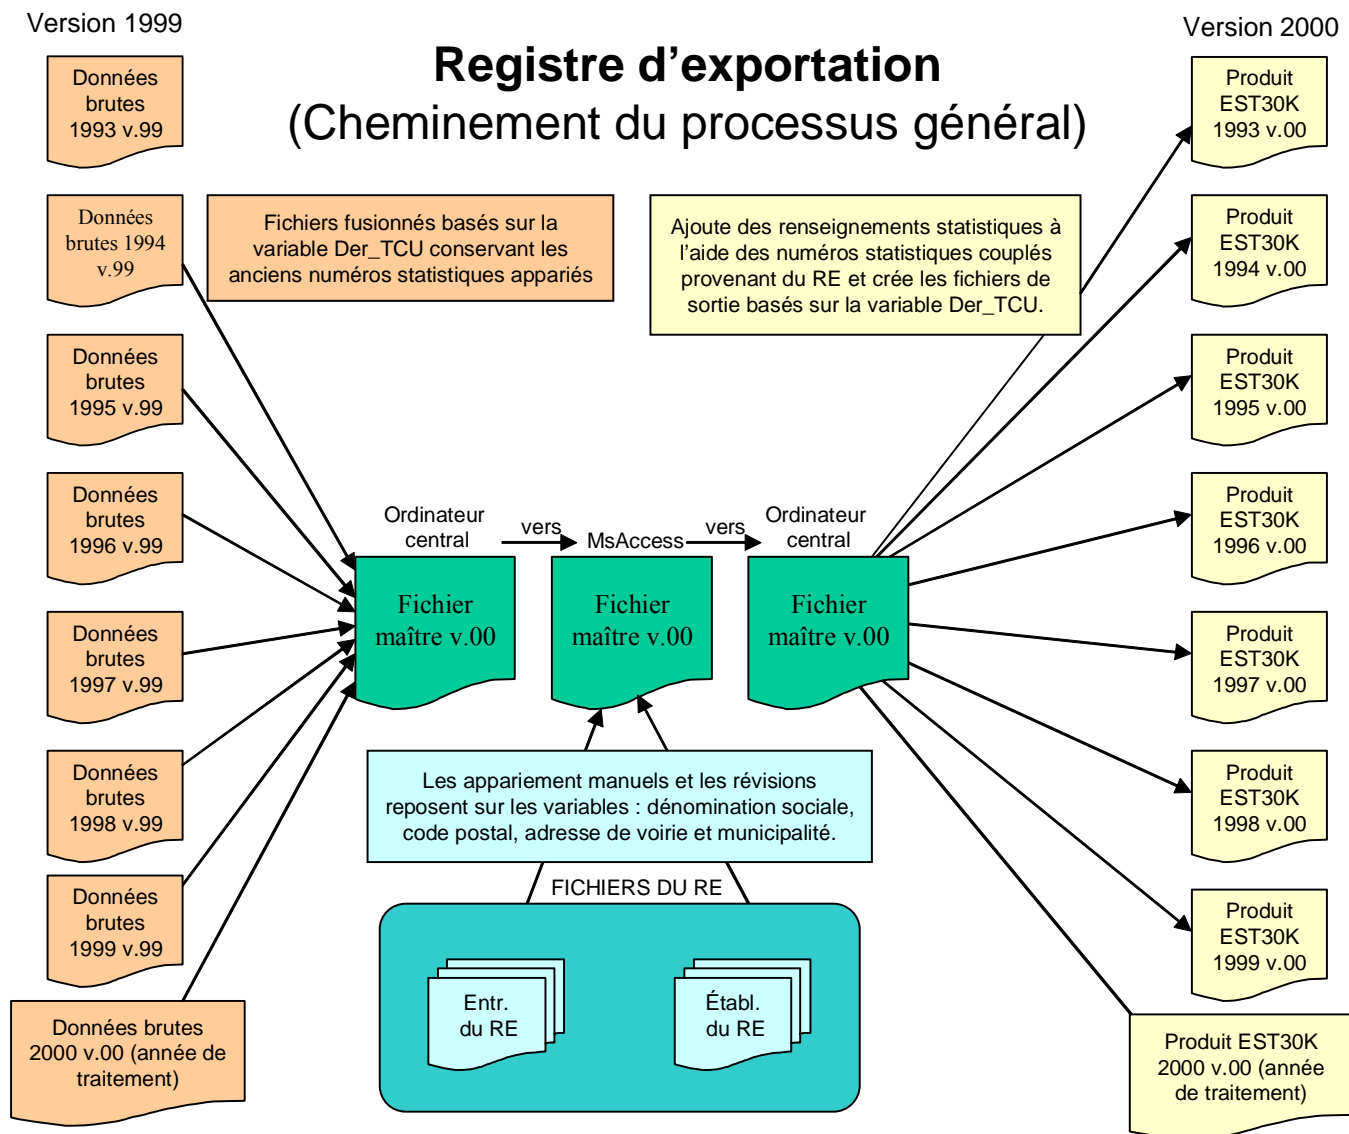 Version 1999
Version 2000
Registre d'exportation
(Cheminement du processus général)
Données
brutes
1993 v.99
Données
brutes 1994
v.99
Données
brutes
1995 v.99
Données
brutes
1996 v.99
Données
brutes
1997 v.99
Données
brutes
1998 v.99
Données
brutes
1999 v.99
Données brutes
2000 v.00 (année de
traitement)
Fichiers fusionnés basés sur la
variable Der_TCU conservant les
anciens numéros statistiques appariés
Ajoute des renseignements statistiques à
l'aide des numéros statistiques couplés
provenant du RE et crée les fichiers de
sortie basés sur la variable Der_TCU.
Ordinateur
central
vers
MsAccess
vers
Ordinateur
central
Fichier
maître v.00
Fichier
maître v.00
Fichier
maître v.00
Les appariement manuels et les révisions
reposent sur les variables : dénomination sociale,
code postal, adresse de voirie et municipalité.
FICHIERS DU RE
Entr.
du RE
Établ.
du RE
Produit
EST30K
1993 v.00
Produit
EST30K
1994 v.00
Produit
EST30K
1995 v.00
Produit
EST30K
1996 v.00
Produit
EST30K
1997 v.00
Produit
EST30K
1998 v.00
Produit
EST30K
1999 v.00
Produit EST30K
2000 v.00 (année
de traitement)